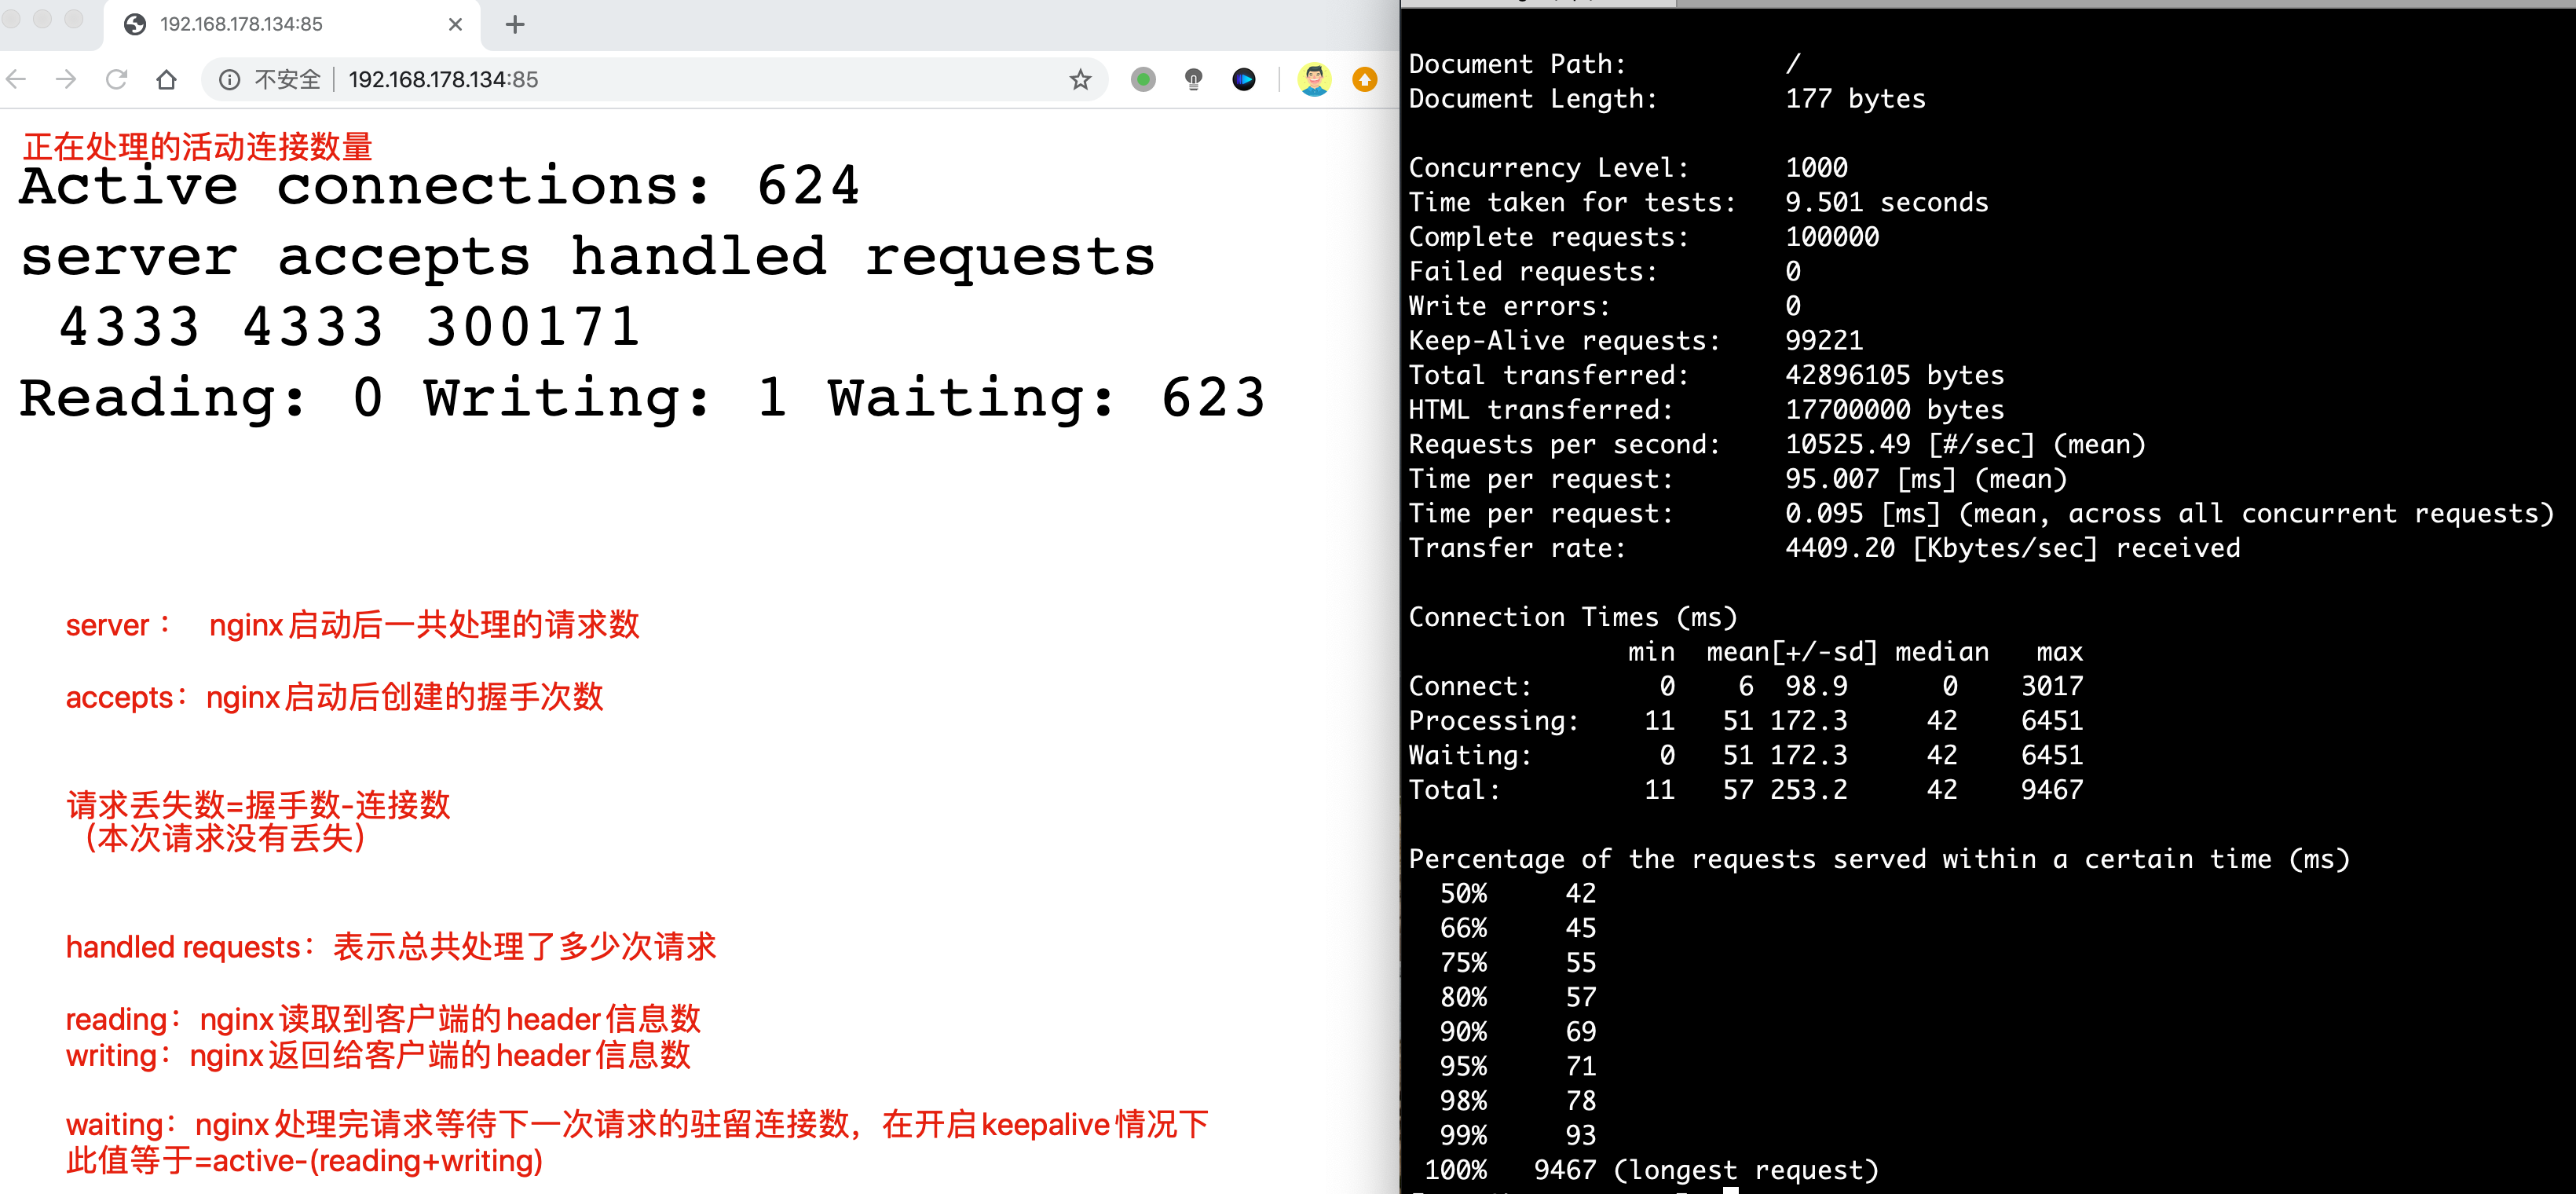 192.168.178.134:85
不安全 192.168.178.134:85
正在处理的活动连接数量
Active connections: 624
server accepts handled requests
4333 4333 300171
Reading: 0 Writing: 1 Waiting: 623
server： nginx启动后一共处理的请求数
accepts：nginx启动后创建的握手次数
请求丢失数=握手数-连接数
（本次请求没有丢失）
handled requests：表示总共处理了多少次请求
reading：nginx读取到客户端的header信息数
writing：nginx返回给客户端的header信息数
waiting：nginx处理完请求等待下一次请求的驻留连接数，在开启keepalive情况下
此值等于=active-(reading+writing)
Document Path: /
Document Length: 177 bytes
Concurrency Level: 1000
Time taken for tests: 9.501 seconds
Complete requests: 100000
Failed requests: 0
Write errors: 0
Keep-Alive requests: 99221
Total transferred: 42896105 bytes
HTML transferred: 17700000 bytes
Requests per second: 10525.49 [#/sec] (mean)
Time per request: 95.007 [ms] (mean)
Time per request: 0.095 [ms] (mean, across all concurrent requests)
Transfer rate: 4409.20 [Kbytes/sec] received
Connection Times (ms)
min mean[+/-sd] median max
Connect: 0 6 98.9 0 3017
Processing: 11 51 172.3 42 6451
Waiting: 0 51 172.3 42 6451
Total: 11 57 253.2 42 9467
Percentage of the requests served within a certain time (ms)
50% 42
66% 45
75% 55
80% 57
90% 69
95% 71
98% 78
99% 93
100% 9467 (longest request)